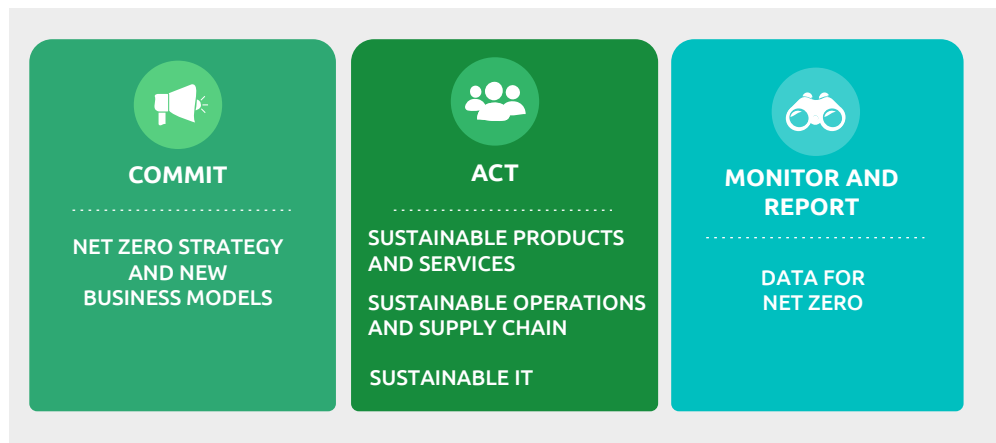 COMMIT
NET ZERO STRATEGY
AND NEW
BUSINESS MODELS
ACT
SUSTAINABLE PRODUCTS
AND SERVICES
SUSTAINABLE OPERATIONS
AND SUPPLY CHAIN
SUSTAINABLE IT
MONITOR AND
REPORT
DATA FOR
NET ZERO